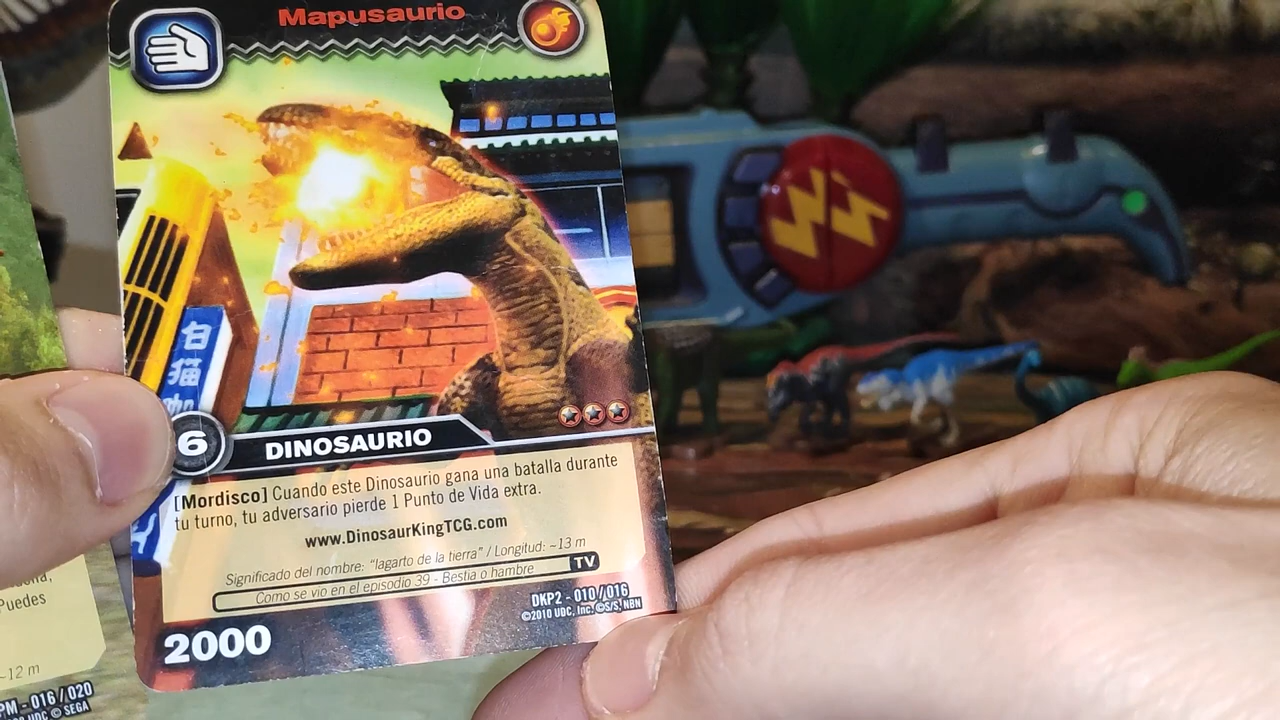 Mapusaurio
白
猫
6
DINOSAURIO
[Mordisco] Cuando este Dinosaurio gana una batalla durante
tu turno, tu adversario pierde 1 Punto de Vida extra.
www.DinosaurKingTCG.com
Significado del nombre: "lagarto de la tierra" / Longitud: ~13 m
TV
Como se vio en el episodio 39 - Bestia o hombre
DKP2 - 010/016
©2010 UDC, Inc. ©S/S, NBN
2000
Puedes
~12 m
PM - 016/020
UDC © SEGA